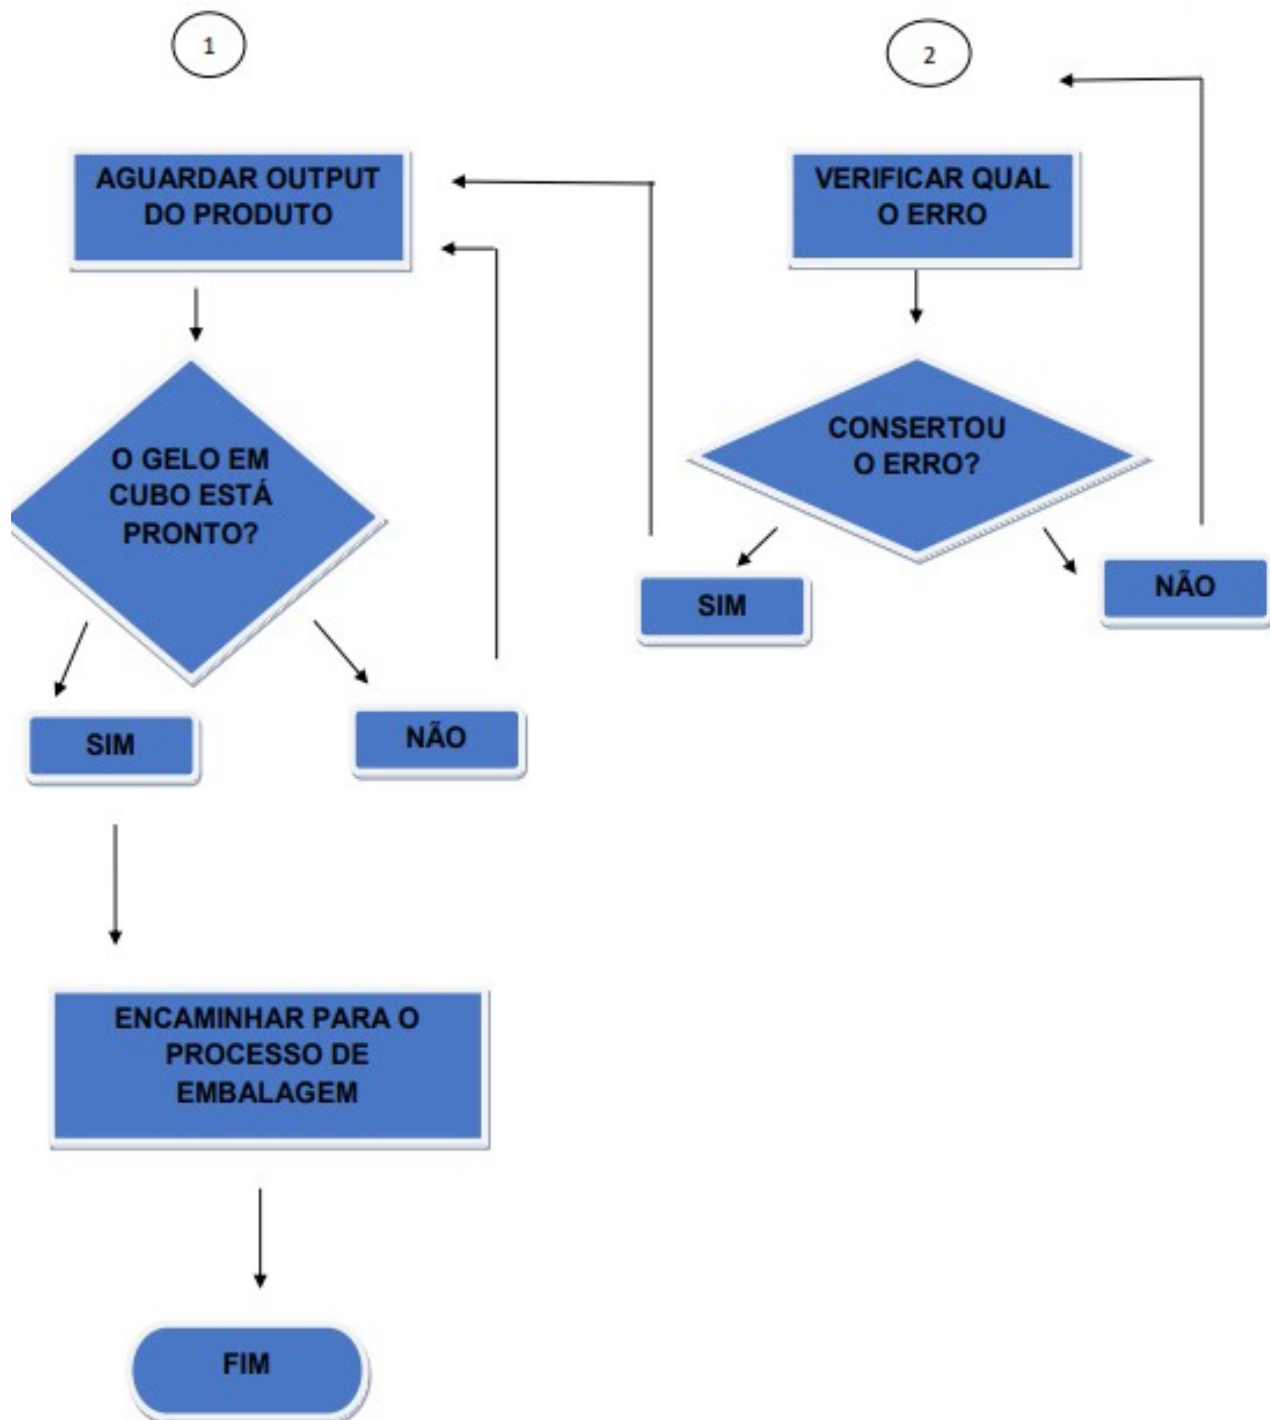 1
AGUARDAR OUTPUT
DO PRODUTO
O GELO EM
CUBO ESTÁ
PRONTO?
SIM
NÃO
ENCAMINHAR PARA O
PROCESSO DE
EMBALAGEM
FIM
2
VERIFICAR QUAL
O ERRO
CONSERTOU
O ERRO?
SIM
NÃO